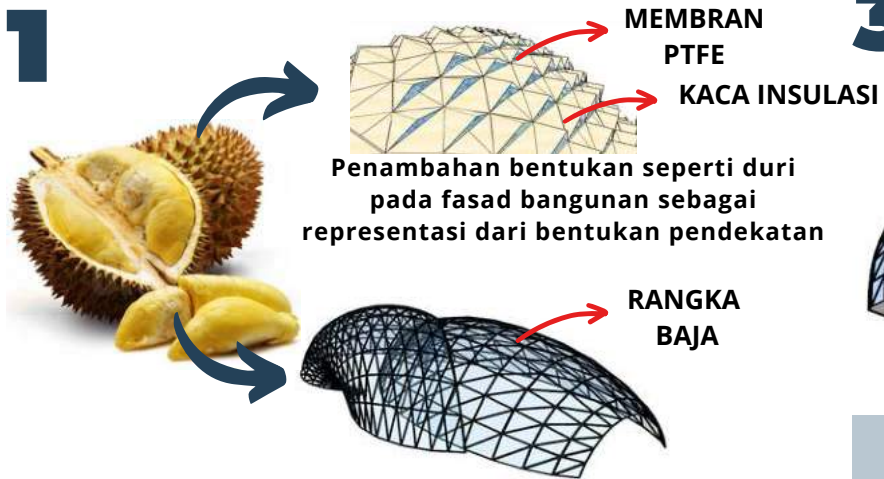 1
MEMBRAN
PTFE
KACA INSULASI
Penambahan bentukan seperti duri
pada fasad bangunan sebagai
representasi dari bentukan pendekatan
RANGKA
BAJA
3